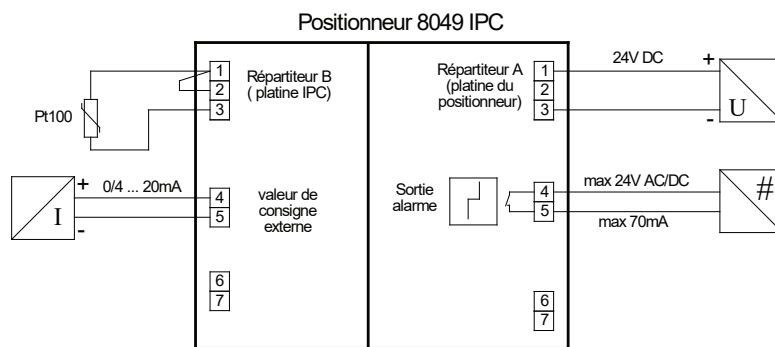 Positionneur 8049 IPC
1
2
3
Répartiteur B
( platine IPC)
Pt100
+
0/4 ... 20mA
I
-
4
5
valeur de
consigne
externe
6
7
Répartiteur A
(platine du
positionneur)
1
2
3
24V DC
+
-
U
Sortie
alarme
4
5
max 24V AC/DC
max 70mA
#
6
7